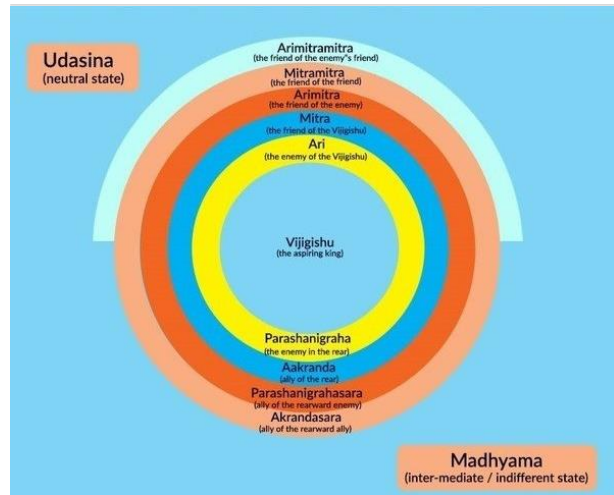 Udasina
(neutral state)
Arimitramitra
(the friend of the enemy"s friend)
Mitramitra
(the friend of the friend)
Arimitra
(the friend of the enemy)
Mitra
(the friend of the Vijigishu)
Ari
(the enemy of the Vijigishu)
Vijigishu
(the aspiring king)
Parashanigraha
(the enemy in the rear)
Aakranda
(ally of the rear)
Parashanigrahasara
(ally of the rearward enemy)
Akrandasara
(ally of the rearward ally)
Madhyama
(inter-mediate / indifferent state)